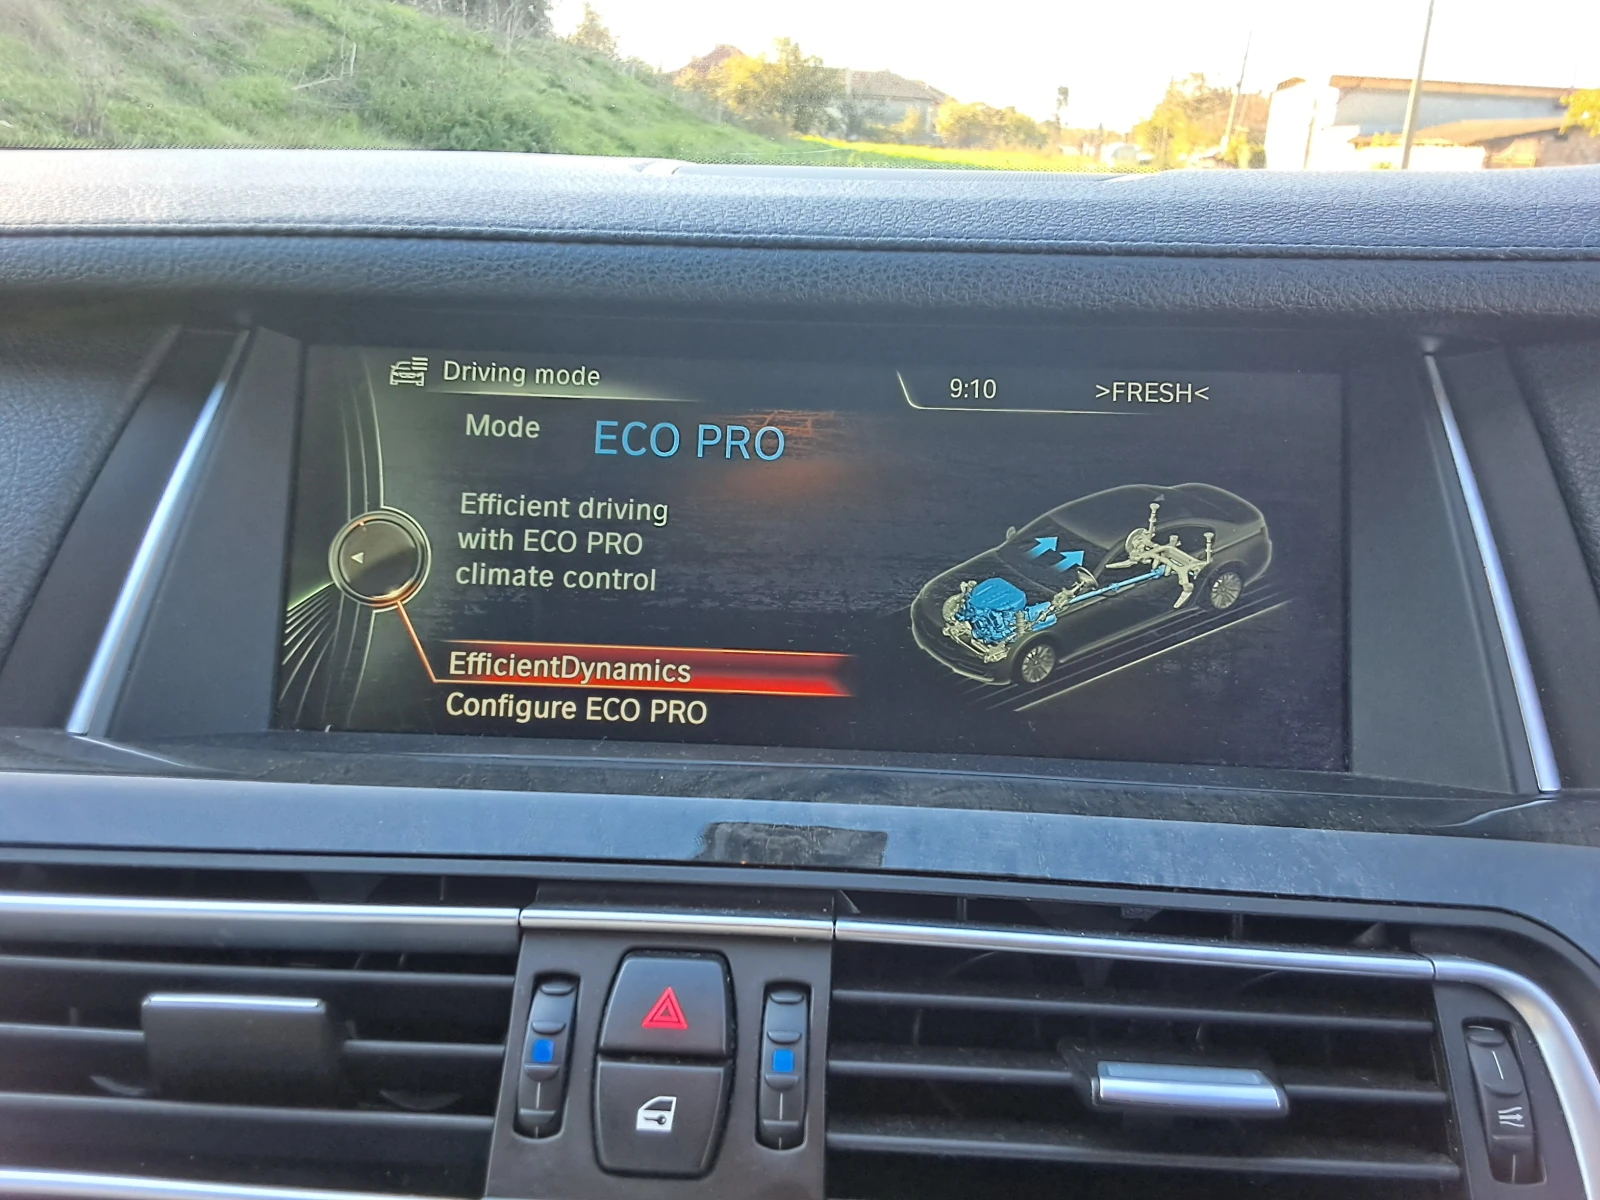 Driving mode
9:10 >FRESH<
Mode ECO PRO
Efficient driving
with ECO PRO
climate control
EfficientDynamics
Configure ECO PRO